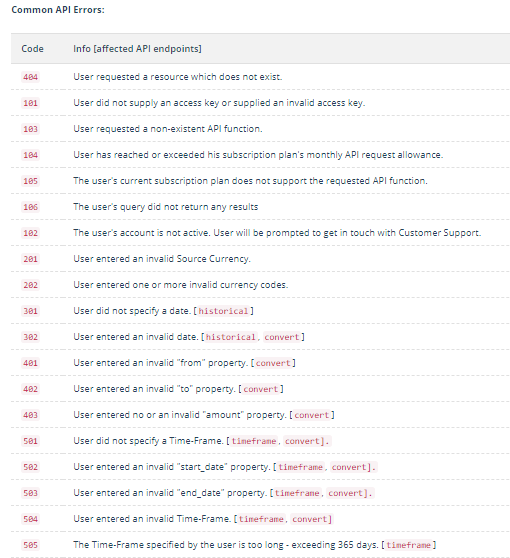 Common API Errors:
Code Info [affected API endpoints]
404 User requested a resource which does not exist.
101 User did not supply an access key or supplied an invalid access key.
103 User requested a non-existent API function.
104 User has reached or exceeded his subscription plan's monthly API request allowance.
105 The user's current subscription plan does not support the requested API function.
106 The user's query did not return any results
102 The user's account is not active. User will be prompted to get in touch with Customer Support.
201 User entered an invalid Source Currency.
202 User entered one or more invalid currency codes.
301 User did not specify a date. [historical]
302 User entered an invalid date. [historical, convert]
401 User entered an invalid "from" property. [convert]
402 User entered an invalid "to" property. [convert]
403 User entered no or an invalid "amount" property. [convert]
501 User did not specify a Time-Frame. [timeframe, convert].
502 User entered an invalid "start_date" property. [timeframe, convert].
503 User entered an invalid "end_date" property. [timeframe, convert].
504 User entered an invalid Time-Frame. [timeframe, convert]
505 The Time-Frame specified by the user is too long - exceeding 365 days. [timeframe]